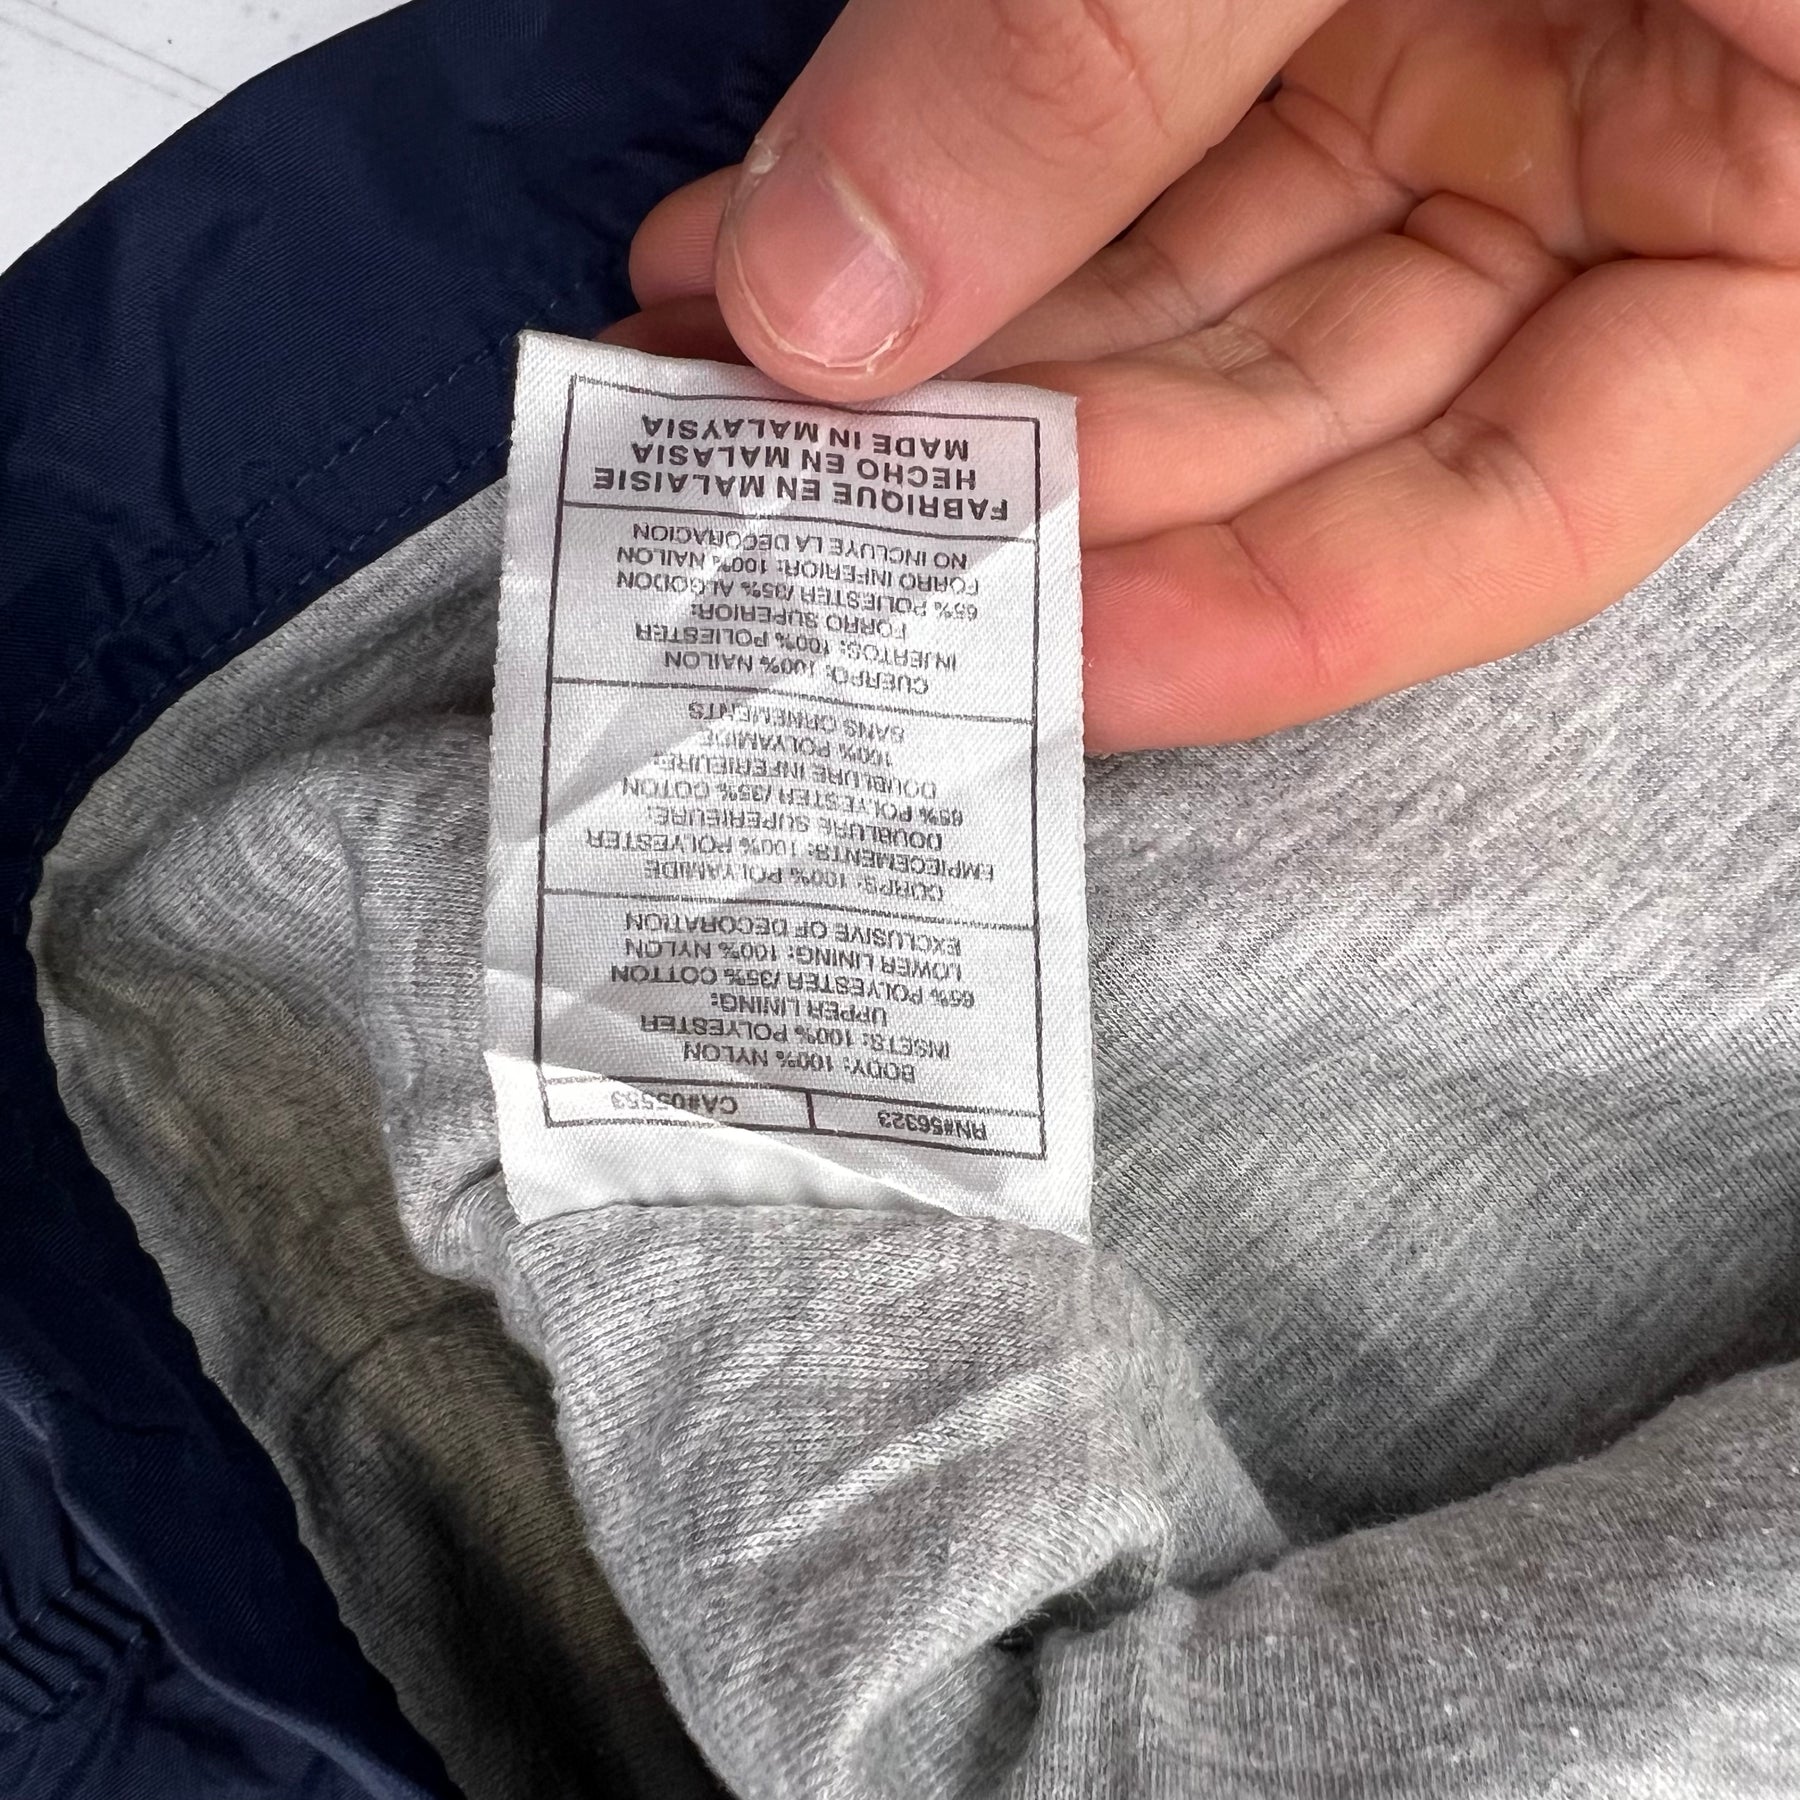 RN#56323 CA#05553
BODY: 100% NYLON
INSETS: 100% POLYESTER
UPPER LINING:
65% POLYESTER /35% COTTON
LOWER LINING: 100% NYLON
EXCLUSIVE OF DECORATION
CORPS: 100% POLYAMIDE
EMPIECEMENTS: 100% POLYESTER
DOUBLURE SUPERIEURE:
65% POLYESTER /35% COTON
DOUBLURE INFERIEURE:
100% POLYAMIDE
SANS ORNEMENTS
CUERPO: 100% NAILON
INJERTOS: 100% POLIESTER
FORRO SUPERIOR:
65% POLIESTER /35% ALGODON
FORRO INFERIOR: 100% NAILON
NO INCLUYE LA DECORACION
FABRIQUE EN MALAISIE
HECHO EN MALASIA
MADE IN MALAYSIA